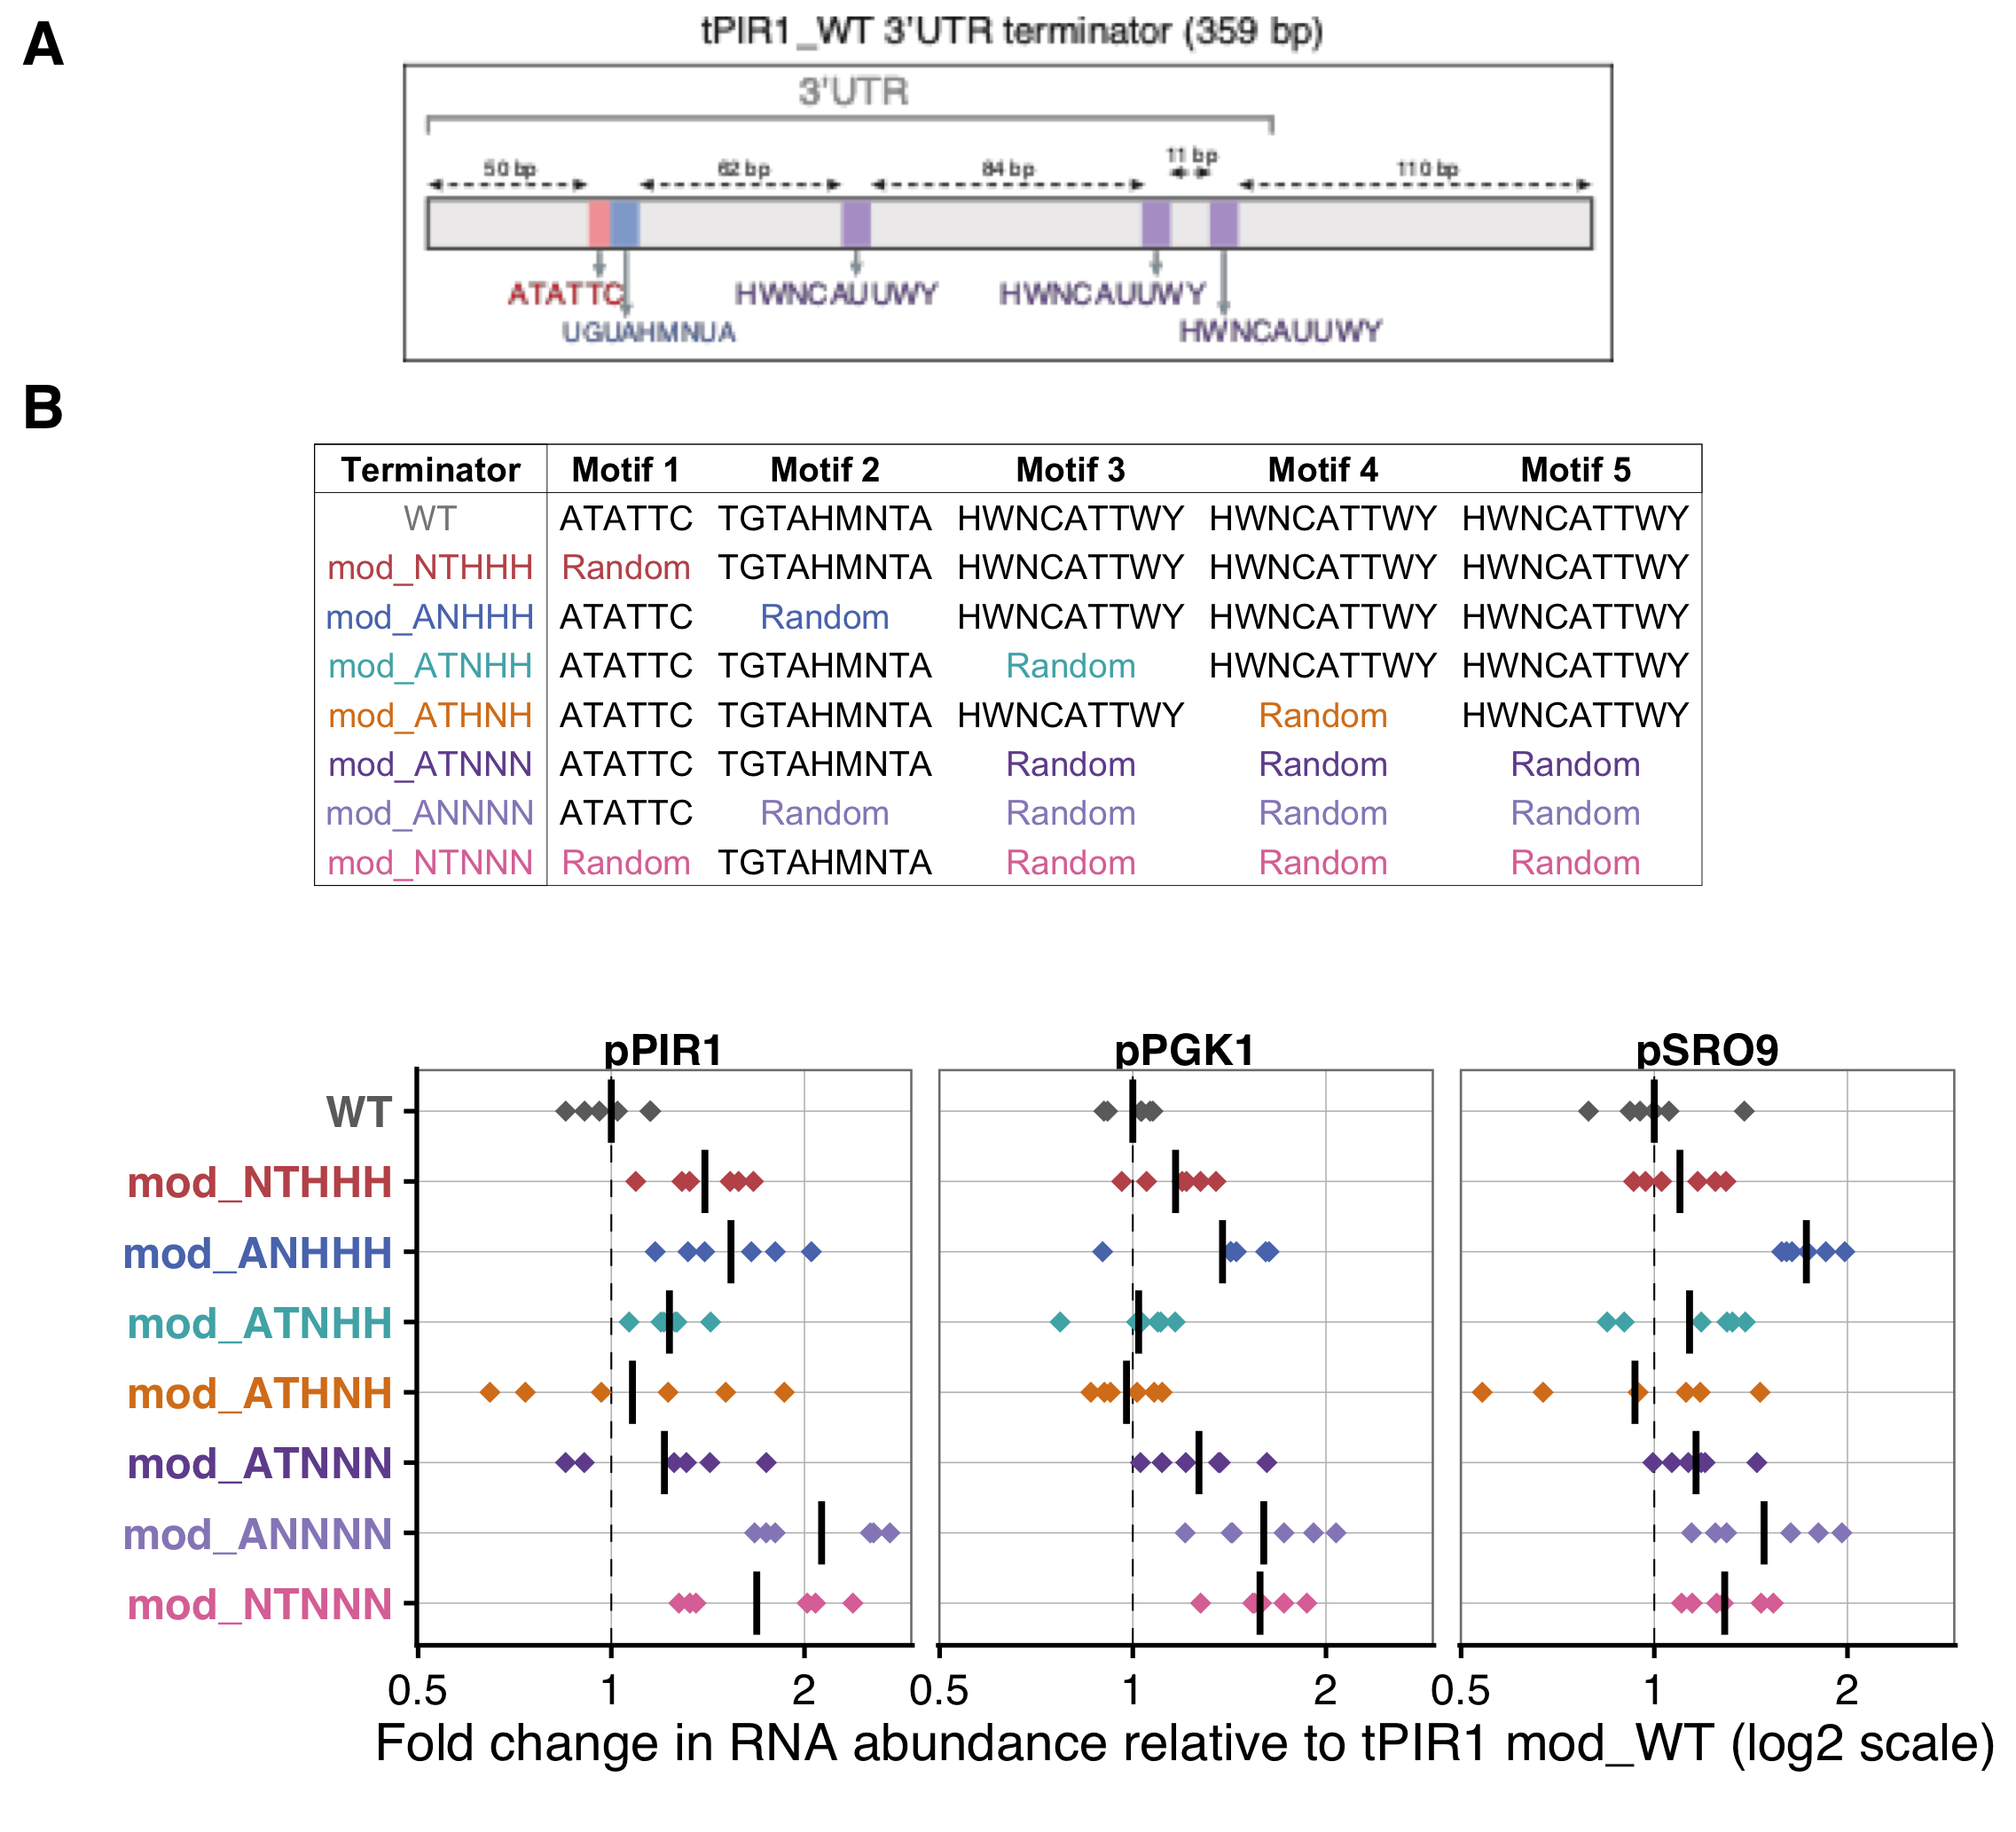 A
tPIR1_WT 3'UTR terminator (359 bp)
3'UTR
50 bp 62 bp 84 bp 11 bp 110 bp
ATATTC HWNCAUUWY HWNCAUUWY
UGUAHMNUA HWNCAUUWY
B
Terminator Motif 1 Motif 2 Motif 3 Motif 4 Motif 5
WT ATATTC TGTAHMNTA HWNCATTWY HWNCATTWY HWNCATTWY
mod_NTHHH Random TGTAHMNTA HWNCATTWY HWNCATTWY HWNCATTWY
mod_ANHHH ATATTC Random HWNCATTWY HWNCATTWY HWNCATTWY
mod_ATNHH ATATTC TGTAHMNTA Random HWNCATTWY HWNCATTWY
mod_ATHNH ATATTC TGTAHMNTA HWNCATTWY Random HWNCATTWY
mod_ATNNN ATATTC TGTAHMNTA Random Random Random
mod_ANNNN ATATTC Random Random Random Random
mod_NTNNN Random TGTAHMNTA Random Random Random
pPIR1 pPGK1 pSRO9
WT
mod_NTHHH
mod_ANHHH
mod_ATNHH
mod_ATHNH
mod_ATNNN
mod_ANNNN
mod_NTNNN
0.5 1 2 0.5 1 2 0.5 1 2
Fold change in RNA abundance relative to tPIR1 mod_WT (log2 scale)